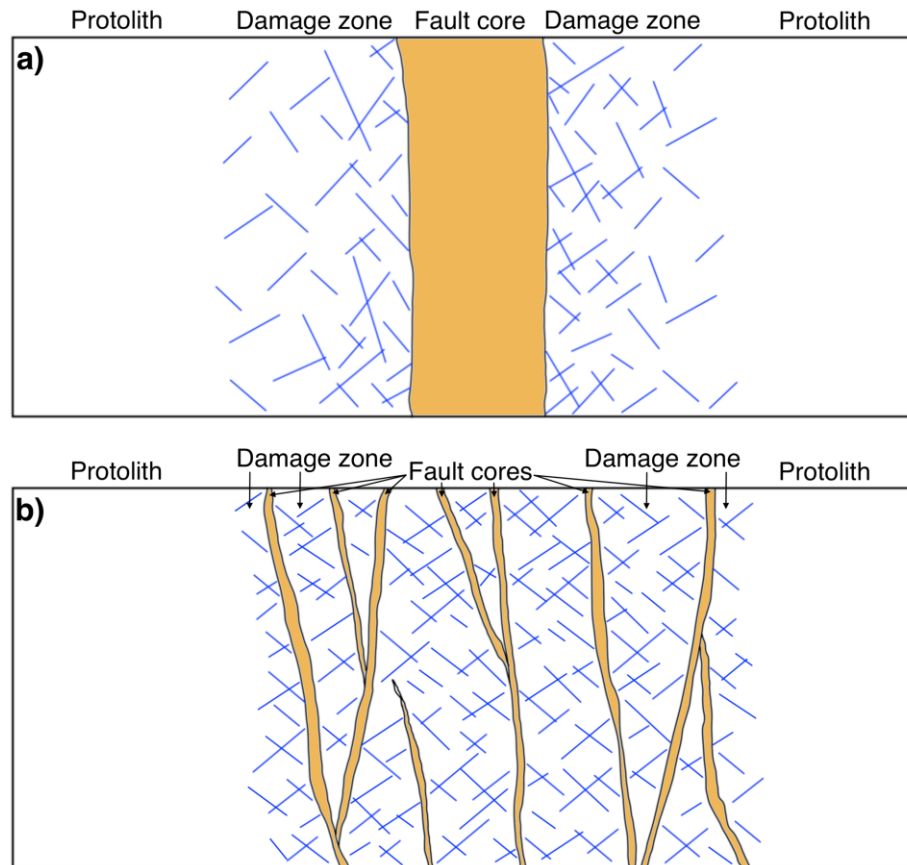 Protolith Damage zone Fault core Damage zone Protolith
a)
Damage zone Damage zone
Protolith Fault cores Protolith
b)